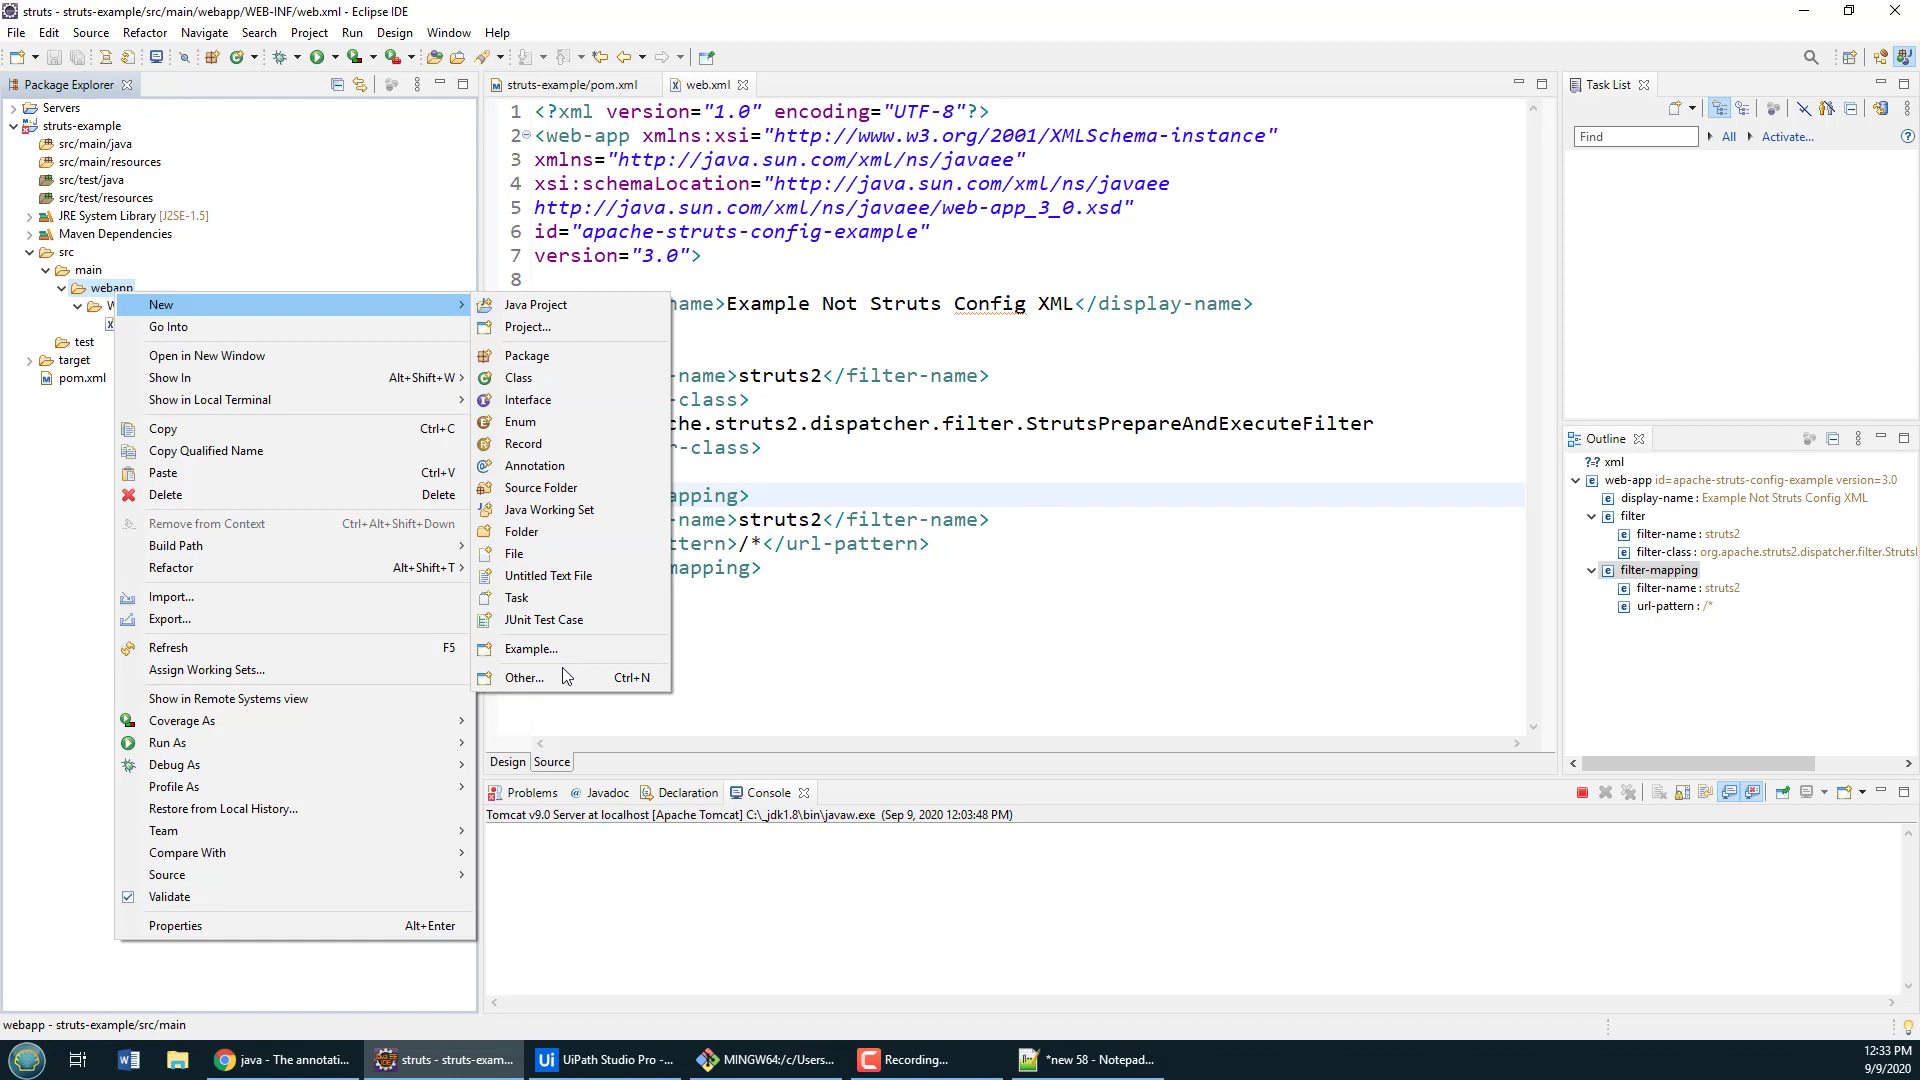 struts - struts-example/src/main/webapp/WEB-INF/web.xml - Eclipse IDE
File Edit Source Refactor Navigate Search Project Run Design Window Help
Package Explorer
Servers
struts-example
src/main/java
src/main/resources
src/test/java
src/test/resources
JRE System Library [J2SE-1.5]
Maven Dependencies
src
main
webapp
W
test
target
pom.xml
New
Go Into
Open in New Window
Show In Alt+Shift+W
Show in Local Terminal
Copy Ctrl+C
Copy Qualified Name
Paste Ctrl+V
Delete Delete
Remove from Context Ctrl+Alt+Shift+Down
Build Path
Refactor Alt+Shift+T
Import...
Export...
Refresh F5
Assign Working Sets...
Show in Remote Systems view
Coverage As
Run As
Debug As
Profile As
Restore from Local History...
Team
Compare With
Source
Validate
Properties Alt+Enter
Java Project
Project...
Package
Class
Interface
Enum
Record
Annotation
Source Folder
Java Working Set
Folder
File
Untitled Text File
Task
JUnit Test Case
Example...
Other... Ctrl+N
struts-example/pom.xml web.xml
1 <?xml version="1.0" encoding="UTF-8"?>
2 <web-app xmlns:xsi="http://www.w3.org/2001/XMLSchema-instance"
3 xmlns="http://java.sun.com/xml/ns/javaee"
4 xsi:schemaLocation="http://java.sun.com/xml/ns/javaee
5 http://java.sun.com/xml/ns/javaee/web-app_3_0.xsd"
6 id="apache-struts-config-example"
7 version="3.0">
8
name>Example Not Struts Config XML</display-name>
-name>struts2</filter-name>
-class>
che.struts2.dispatcher.filter.StrutsPrepareAndExecuteFilter
r-class>
apping>
-name>struts2</filter-name>
ttern>/*</url-pattern>
mapping>
Design Source
Problems Javadoc Declaration Console
Tomcat v9.0 Server at localhost [Apache Tomcat] C:\_jdk1.8\bin\javaw.exe (Sep 9, 2020 12:03:48 PM)
Task List
Find All Activate...
Outline
xml
web-app id=apache-struts-config-example version=3.0
display-name : Example Not Struts Config XML
filter
filter-name : struts2
filter-class : org.apache.struts2.dispatcher.filter.Struts
filter-mapping
filter-name : struts2
url-pattern : /*
webapp - struts-example/src/main
java - The annotati...
struts - struts-exam...
UiPath Studio Pro -...
MINGW64:/c/Users...
Recording...
*new 58 - Notepad...
12:33 PM
9/9/2020